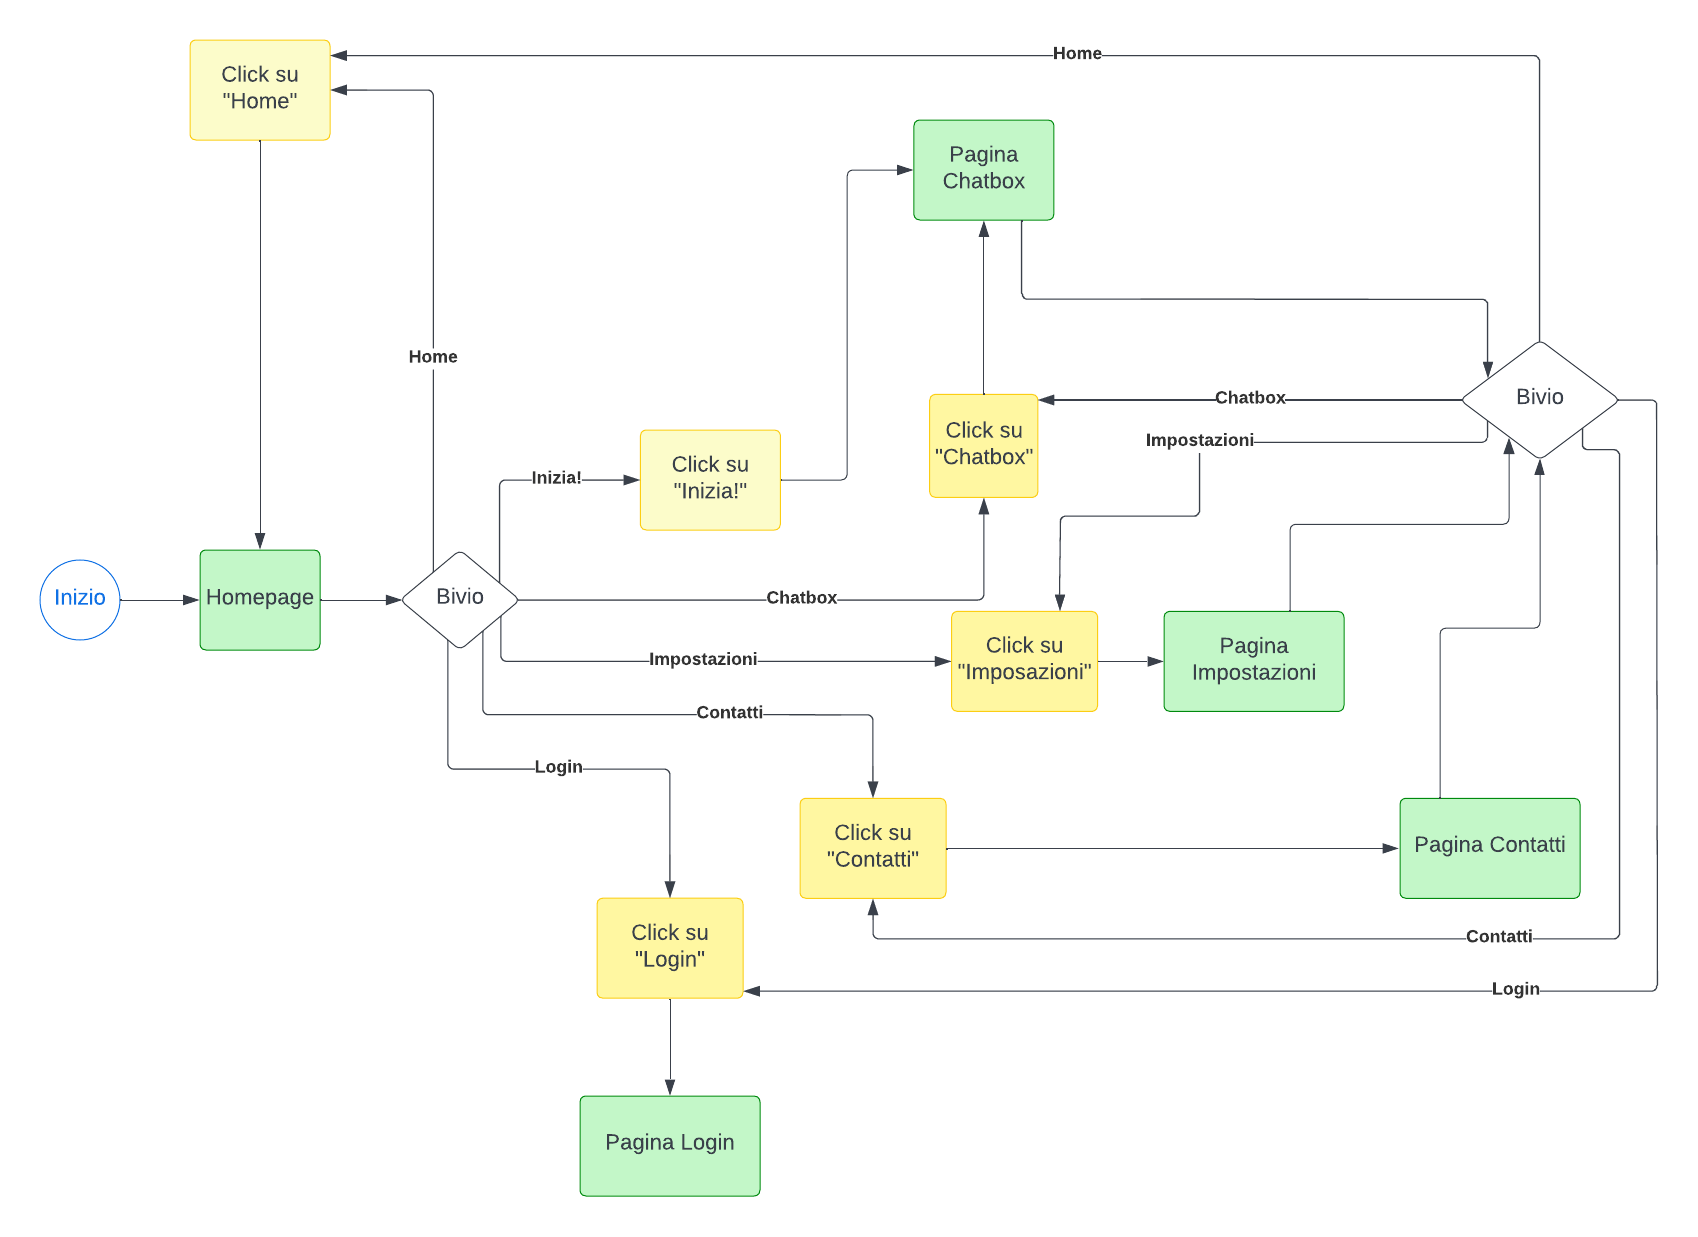 Click su
"Home"
Home
Pagina
Chatbox
Home
Bivio
Chatbox
Impostazioni
Click su
"Chatbox"
Click su
"Inizia!"
Inizia!
Inizio
Homepage
Bivio
Chatbox
Impostazioni
Click su
"Imposazioni"
Pagina
Impostazioni
Contatti
Login
Click su
"Contatti"
Pagina Contatti
Click su
"Login"
Contatti
Login
Pagina Login